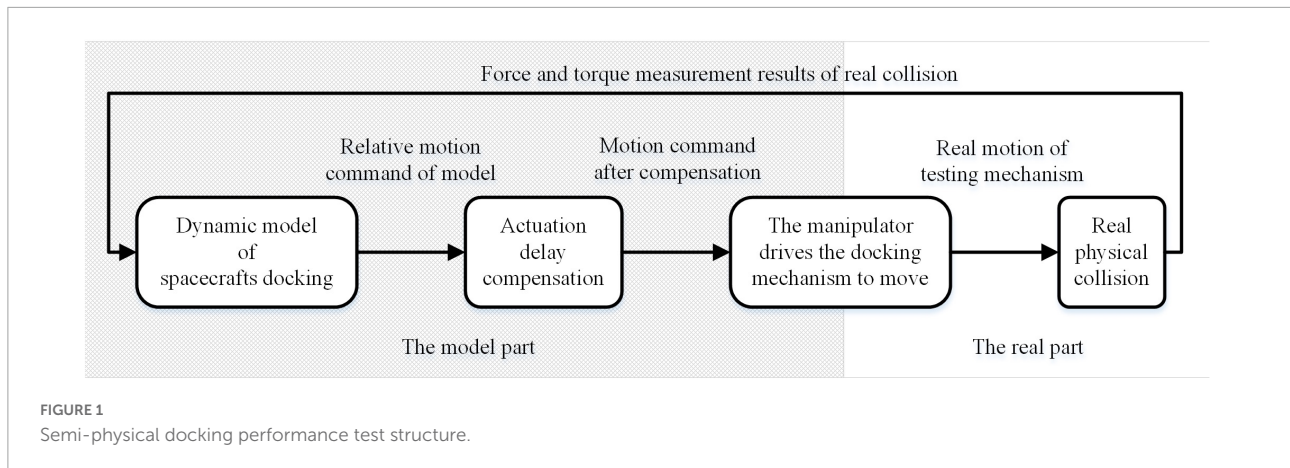 Force and torque measurement results of real collision
Relative motion
command of model
Motion command
after compensation
Real motion of
testing mechanism
Dynamic model
of
spacecrafts docking
Actuation
delay
compensation
The manipulator
drives the docking
mechanism to move
Real
physical
collision
The model part
The real part
FIGURE 1
Semi-physical docking performance test structure.